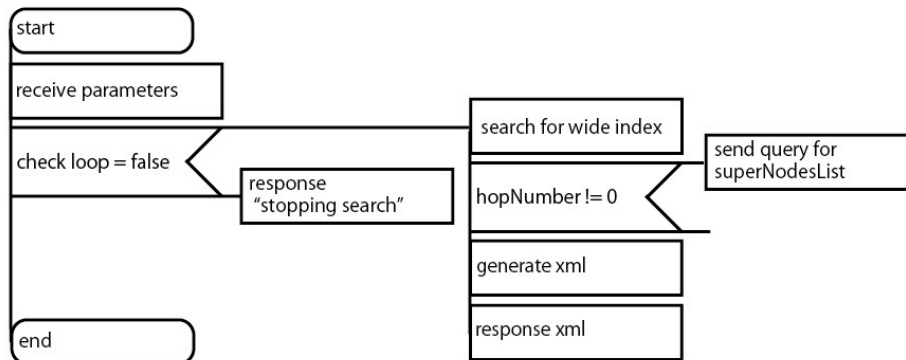 start
receive parameters
check loop = false
response
“stopping search”
search for wide index
hopNumber != 0
send query for
superNodesList
generate xml
response xml
end